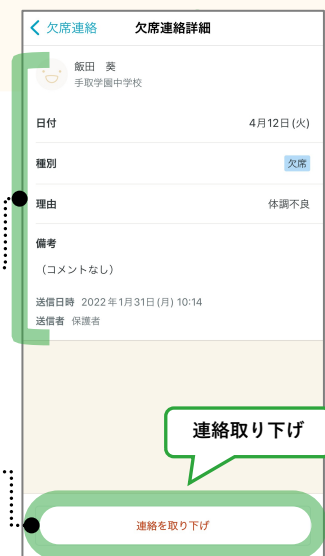 欠席連絡 欠席連絡詳細
飯田 葵
手取学園中学校
日付 4月12日(火)
種別 欠席
理由 体調不良
備考
(コメントなし)
送信日時 2022年1月31日(月) 10:14
送信者 保護者
連絡取り下げ
連絡を取り下げ